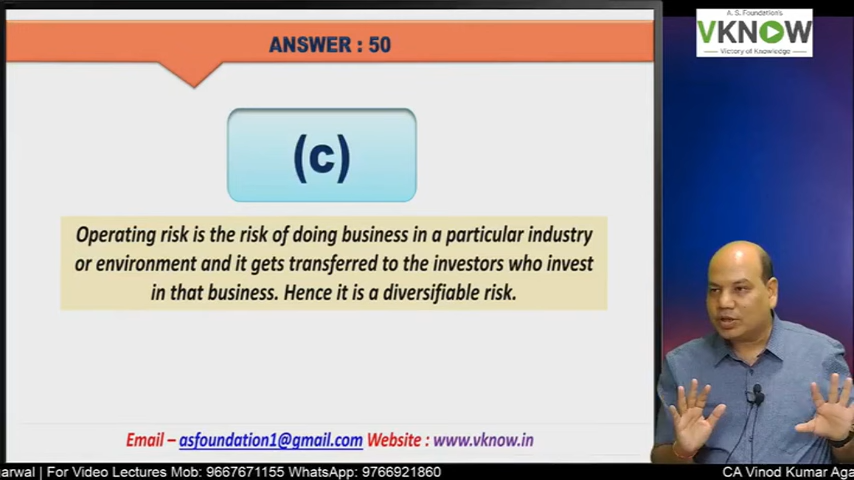 A. S. Foundation's
VKNOW
Victory of Knowledge
ANSWER : 50
(c)
Operating risk is the risk of doing business in a particular industry
or environment and it gets transferred to the investors who invest
in that business. Hence it is a diversifiable risk.
Email – asfoundation1@gmail.com Website : www.vknow.in
garwal | For Video Lectures Mob: 9667671155 WhatsApp: 9766921860
CA Vinod Kumar Aga